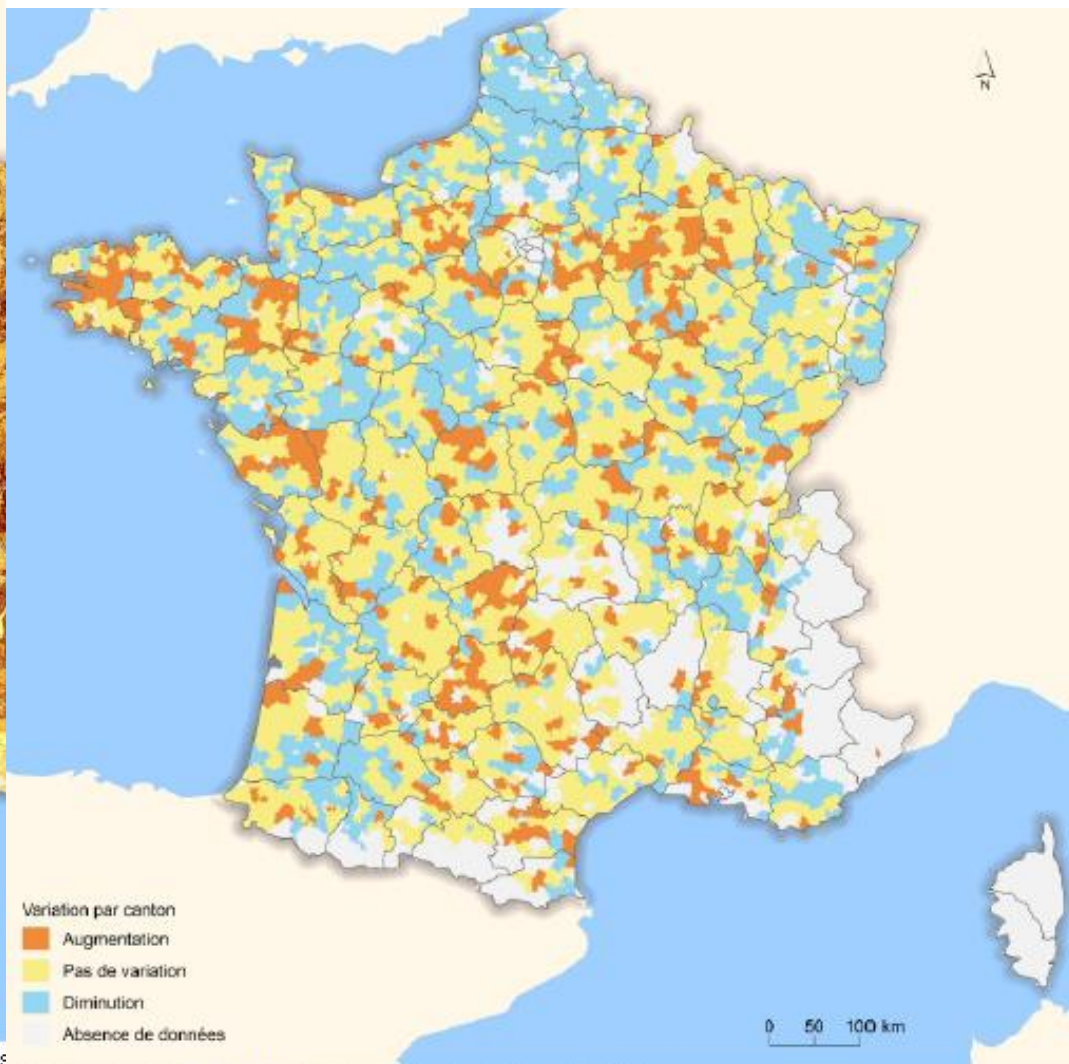 N
Variation par canton
Augmentation
Pas de variation
Diminution
Absence de données
0 50 100 km